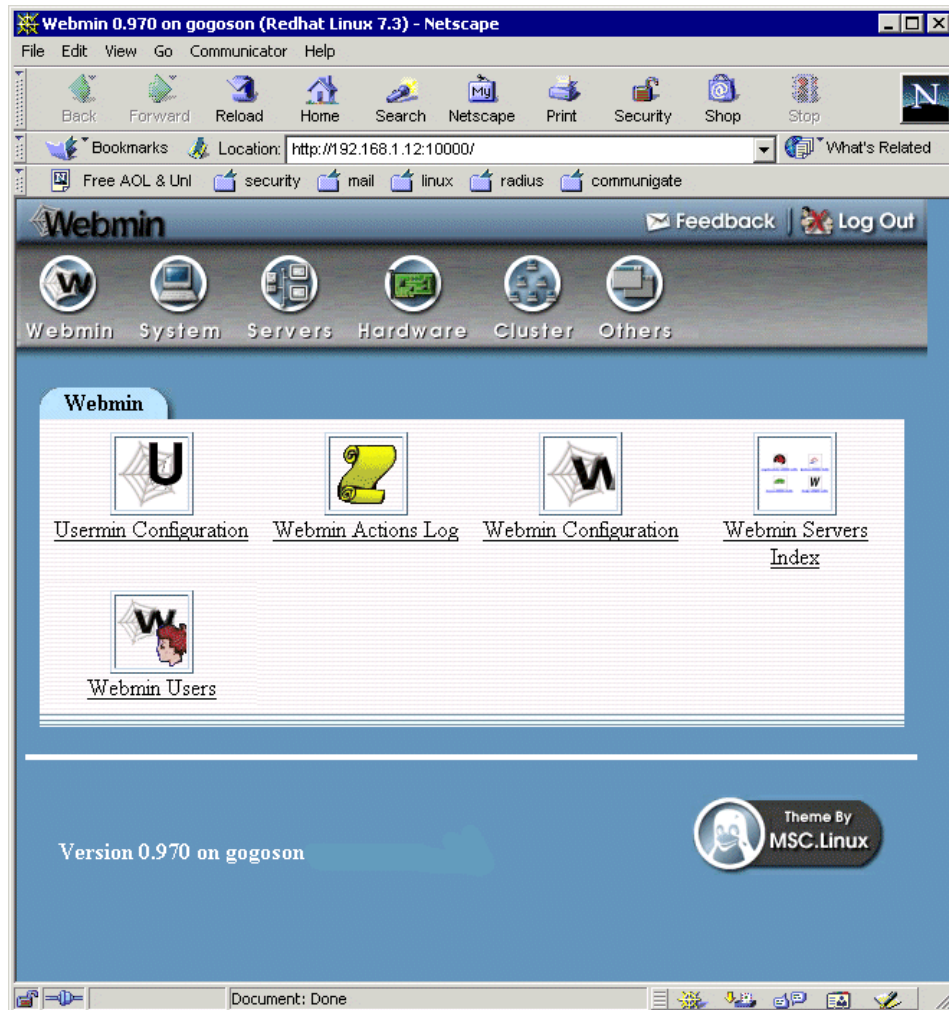 Webmin 0.970 on gogoson (Redhat Linux 7.3) - Netscape
File Edit View Go Communicator Help
Back Forward Reload Home Search Netscape Print Security Shop Stop
My
N
Bookmarks Location: http://192.168.1.12:10000/ What's Related
Free AOL & Unl security mail linux radius communigate
Webmin Feedback Log Out
Webmin System Servers Hardware Cluster Others
Webmin
Usermin Configuration Webmin Actions Log Webmin Configuration Webmin Servers Index
Webmin Users
Theme By
MSC.Linux
Version 0.970 on gogoson
Document: Done